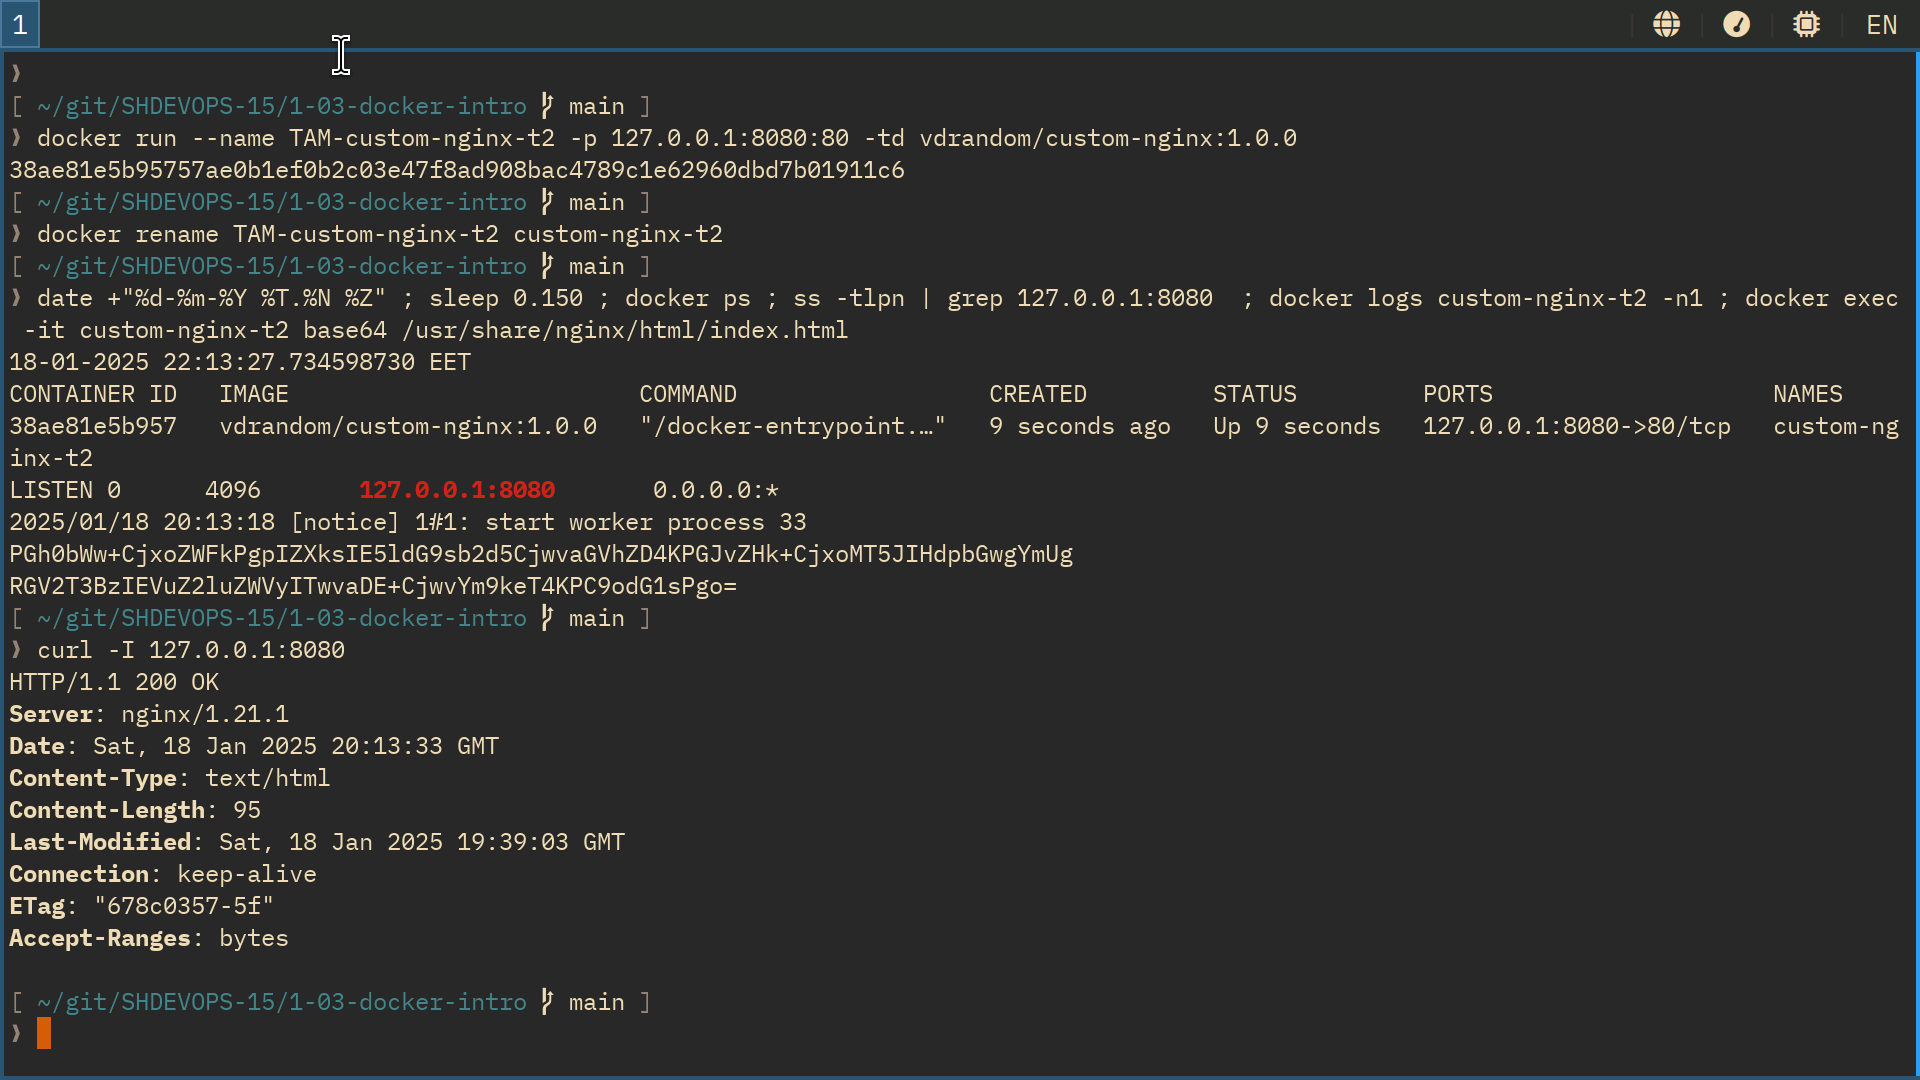 1
EN
❯
[ ~/git/SHDEVOPS-15/1-03-docker-intro main ]
❯ docker run --name TAM-custom-nginx-t2 -p 127.0.0.1:8080:80 -td vdrandom/custom-nginx:1.0.0
38ae81e5b95757ae0b1ef0b2c03e47f8ad908bac4789c1e62960dbd7b01911c6
[ ~/git/SHDEVOPS-15/1-03-docker-intro main ]
❯ docker rename TAM-custom-nginx-t2 custom-nginx-t2
[ ~/git/SHDEVOPS-15/1-03-docker-intro main ]
❯ date +"%d-%m-%Y %T.%N %Z" ; sleep 0.150 ; docker ps ; ss -tlpn | grep 127.0.0.1:8080  ; docker logs custom-nginx-t2 -n1 ; docker exec
 -it custom-nginx-t2 base64 /usr/share/nginx/html/index.html
18-01-2025 22:13:27.734598730 EET
CONTAINER ID   IMAGE                         COMMAND                  CREATED         STATUS         PORTS                    NAMES
38ae81e5b957   vdrandom/custom-nginx:1.0.0   "/docker-entrypoint.…"   9 seconds ago   Up 9 seconds   127.0.0.1:8080->80/tcp   custom-ng
inx-t2
LISTEN 0      4096       127.0.0.1:8080       0.0.0.0:*
2025/01/18 20:13:18 [notice] 1#1: start worker process 33
PGh0bWw+CjxoZWFkPgpIZXksIE5ldG9sb2d5CjwvaGVhZD4KPGJvZHk+CjxoMT5JIHdpbGwgYmUg
RGV2T3BzIEVuZ2luZWVyITwvaDE+CjwvYm9keT4KPC9odG1sPgo=
[ ~/git/SHDEVOPS-15/1-03-docker-intro main ]
❯ curl -I 127.0.0.1:8080
HTTP/1.1 200 OK
Server: nginx/1.21.1
Date: Sat, 18 Jan 2025 20:13:33 GMT
Content-Type: text/html
Content-Length: 95
Last-Modified: Sat, 18 Jan 2025 19:39:03 GMT
Connection: keep-alive
ETag: "678c0357-5f"
Accept-Ranges: bytes
[ ~/git/SHDEVOPS-15/1-03-docker-intro main ]
❯